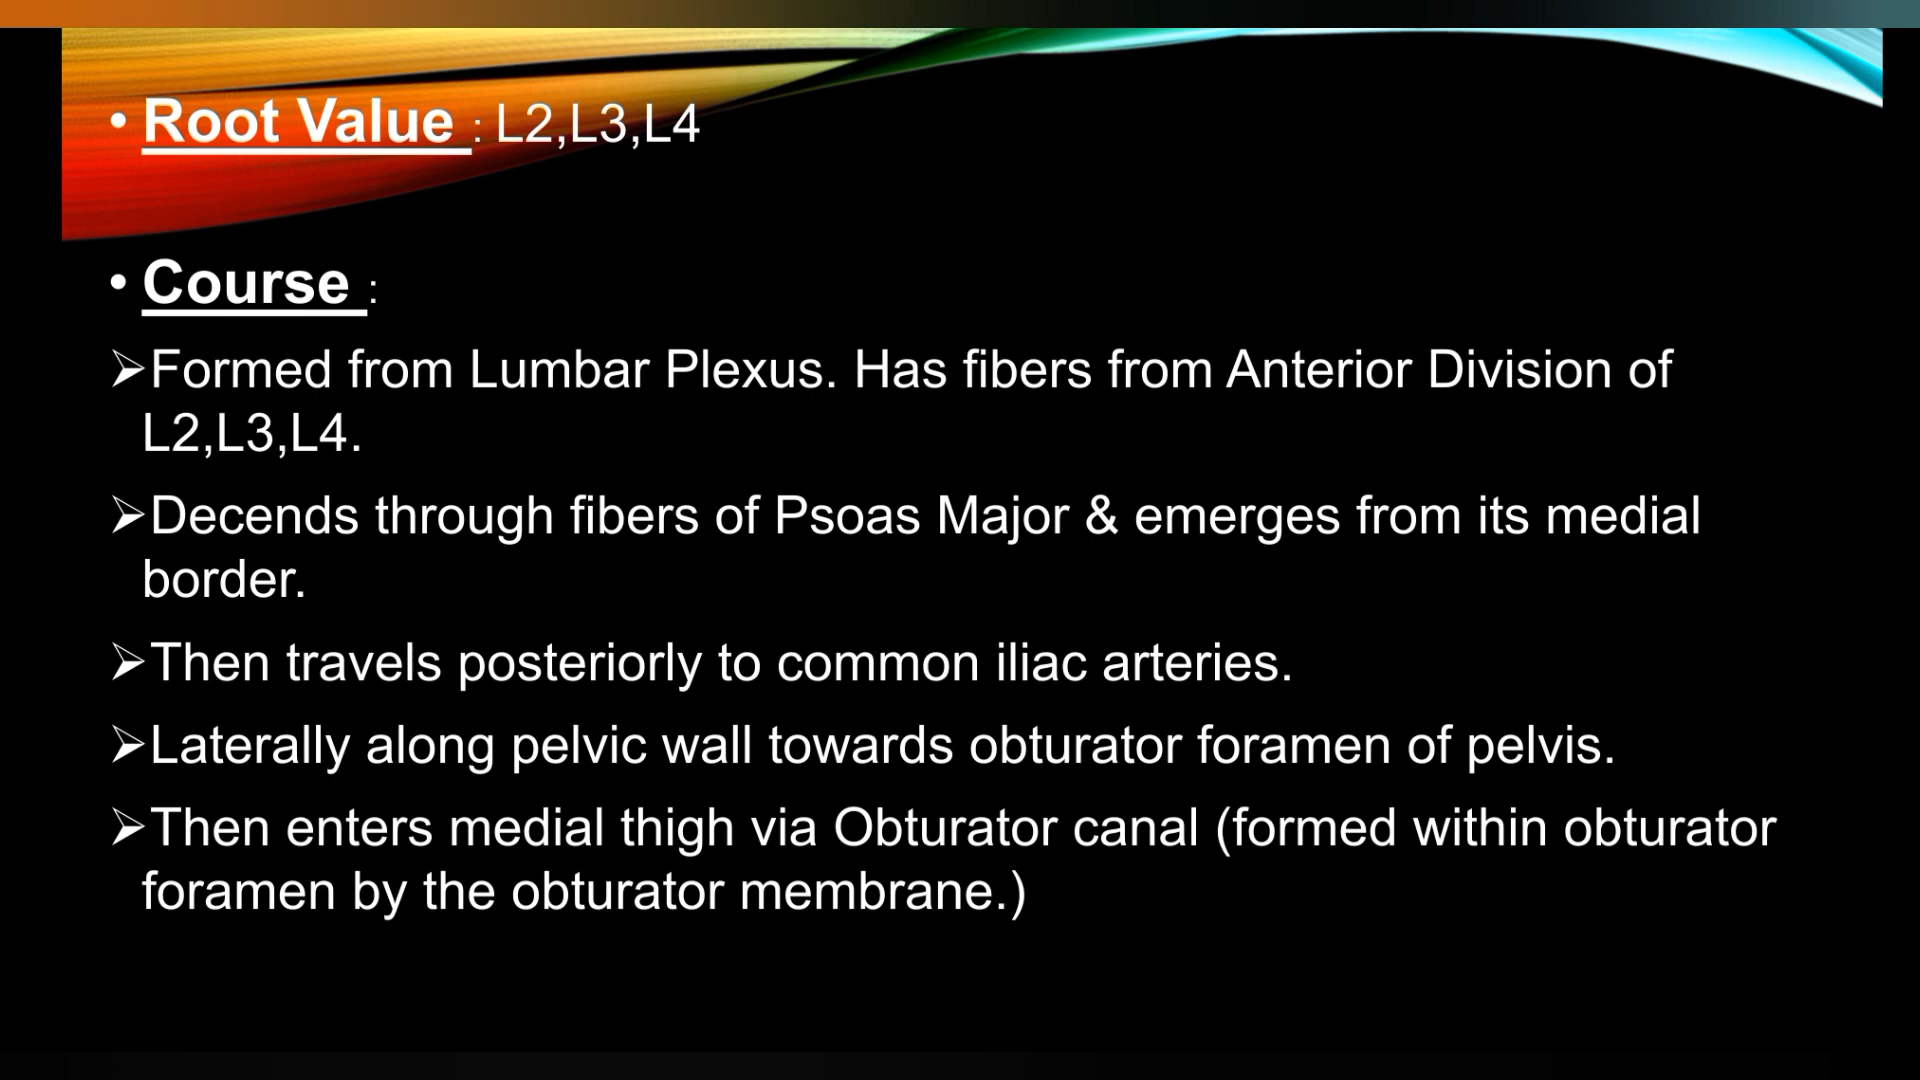 • Root Value : L2,L3,L4
• Course :
➢Formed from Lumbar Plexus. Has fibers from Anterior Division of
L2,L3,L4.
➢Decends through fibers of Psoas Major & emerges from its medial
border.
➢Then travels posteriorly to common iliac arteries.
➢Laterally along pelvic wall towards obturator foramen of pelvis.
➢Then enters medial thigh via Obturator canal (formed within obturator
foramen by the obturator membrane.)